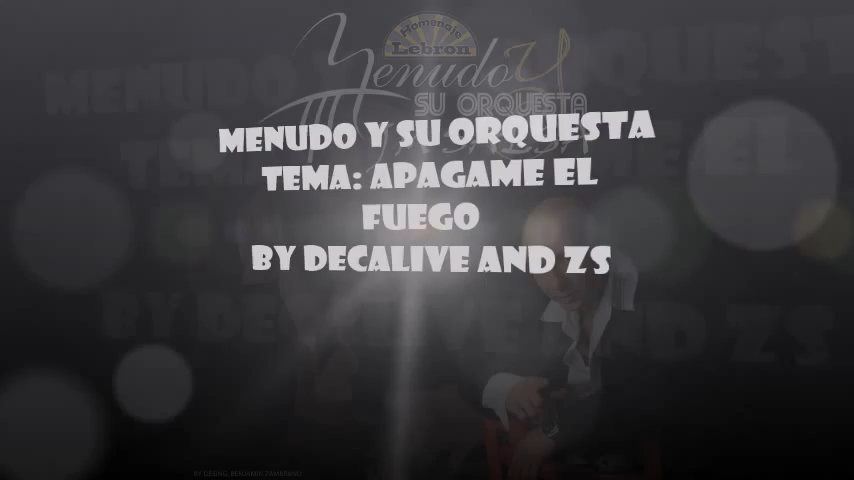 Homenaje
Lebron
Menudo Y
SU ORQUESTA
MENUDO Y SU ORQUESTA
TEMA: APAGAME EL
FUEGO
BY DECALIVE AND ZS